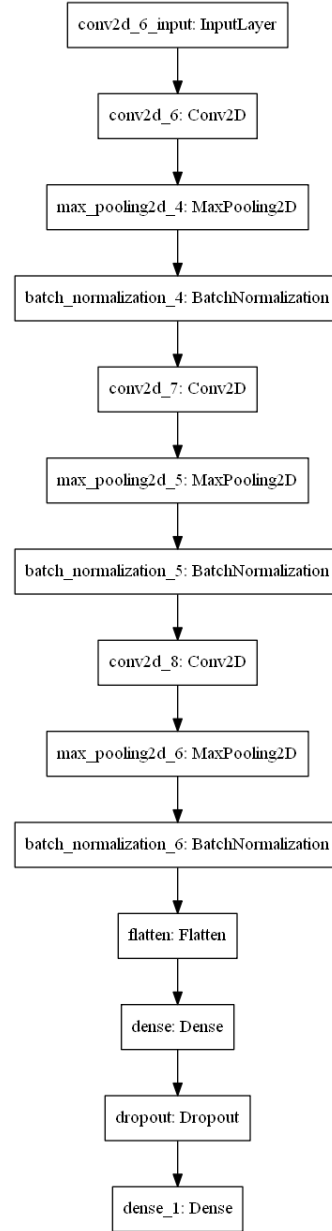 conv2d_6_input: InputLayer
conv2d_6: Conv2D
max_pooling2d_4: MaxPooling2D
batch_normalization_4: BatchNormalization
conv2d_7: Conv2D
max_pooling2d_5: MaxPooling2D
batch_normalization_5: BatchNormalization
conv2d_8: Conv2D
max_pooling2d_6: MaxPooling2D
batch_normalization_6: BatchNormalization
flatten: Flatten
dense: Dense
dropout: Dropout
dense_1: Dense